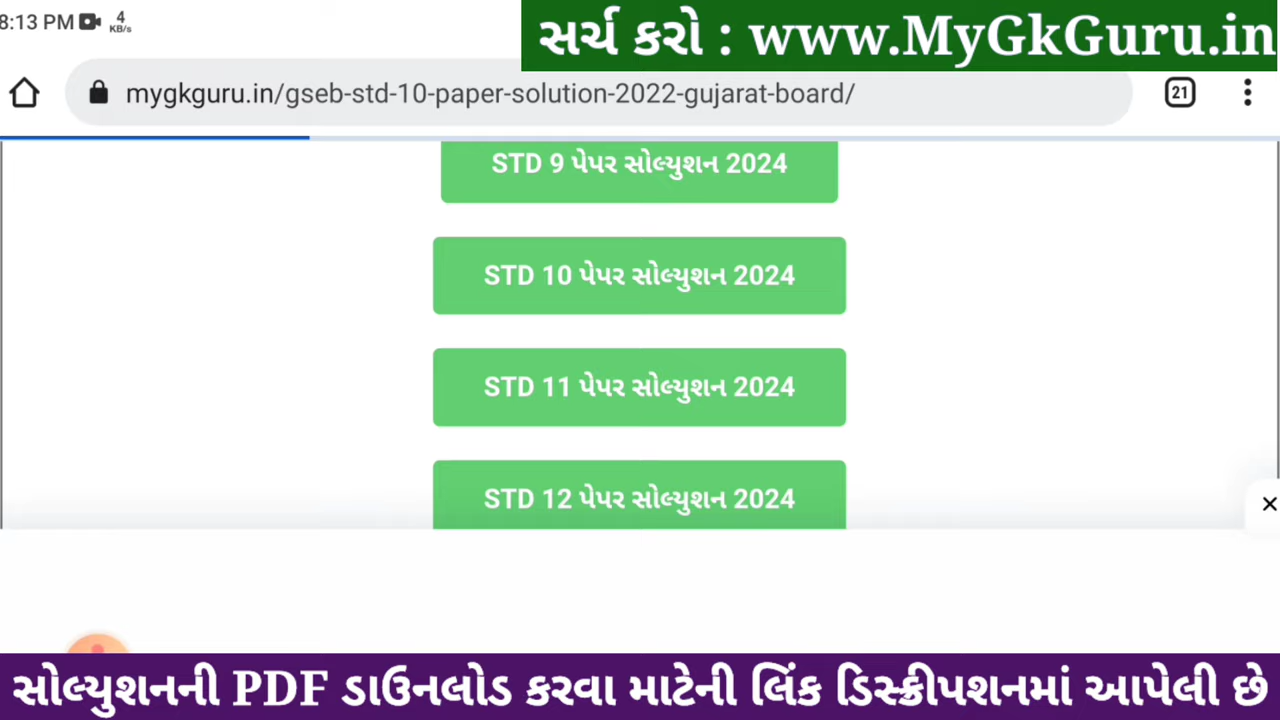 8:13 PM 4 KB/s
સર્ચ કરો : www.MyGkGuru.in
mygkguru.in/gseb-std-10-paper-solution-2022-gujarat-board/
21
STD 9 પેપર સોલ્યુશન 2024
STD 10 પેપર સોલ્યુશન 2024
STD 11 પેપર સોલ્યુશન 2024
STD 12 પેપર સોલ્યુશન 2024
સોલ્યુશનની PDF ડાઉનલોડ કરવા માટેની લિંક ડિસ્ક્રીપશનમાં આપેલી છે